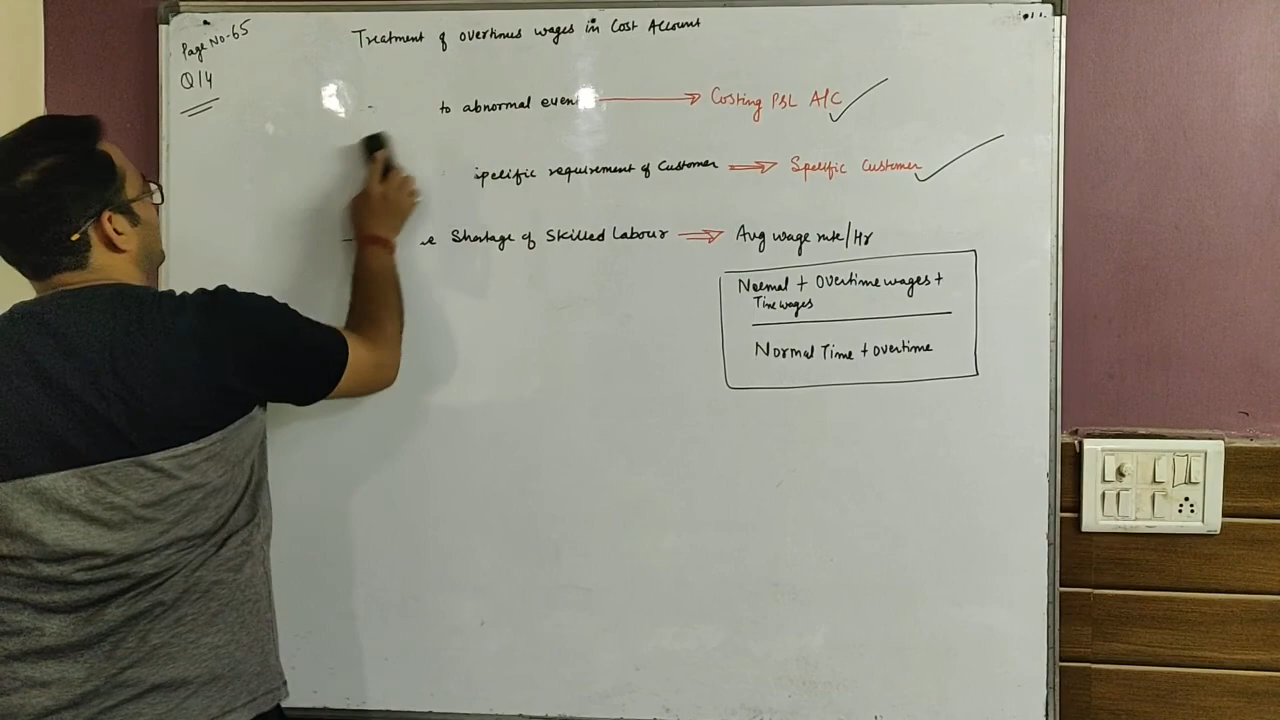 Page No-65
Q14
Treatment of overtimes wages in Cost Account
to abnormal event → Costing P&L A/C
specific requirement of Customer ⇒ Specific Customer
Shortage of Skilled Labour ⇒ Avg wage rate/Hr
Normal + Overtime wages +
Time wages
Normal Time + overtime